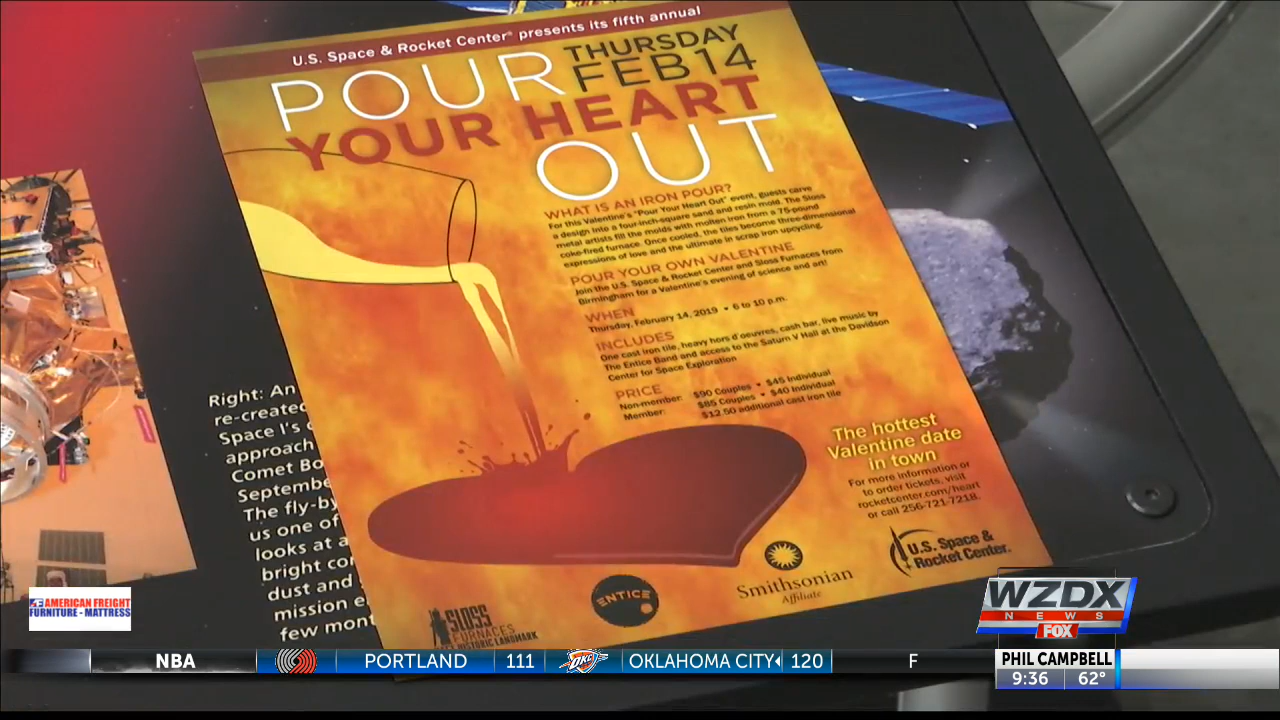 U.S. Space & Rocket Center® presents its fifth annual
POUR
THURSDAY
FEB 14
YOUR HEART
OUT
WHAT IS AN IRON POUR?
For this Valentine's "Pour Your Heart Out" event, guests carve
a design into a four-inch-square sand and resin mold. The Sloss
metal artists fill the molds with molten iron from a 75-pound
coke-fired furnace. Once cooled, the tiles become three-dimensional
expressions of love and the ultimate in scrap iron upcycling.
POUR YOUR OWN VALENTINE
Join the U.S. Space & Rocket Center and Sloss Furnaces from
Birmingham for a Valentine's evening of science and art!
WHEN
Thursday, February 14, 2019 • 6 to 10 p.m.
INCLUDES
One cast iron tile, heavy hors d'oeuvres, cash bar, live music by
The Entice Band and access to the Saturn V Hall at the Davidson
Center for Space Exploration
PRICE
Non-member: $90 Couples • $45 Individual
Member: $85 Couples • $40 Individual
$12.50 additional cast iron tile
The hottest
Valentine date
in town
For more information or
to order tickets, visit
rocketcenter.com/heart
or call 256-721-7218.
U.S. Space &
Rocket Center.
Smithsonian
Affiliate
ENTICE
SLOSS
FURNACES
HISTORIC LANDMARK
Right: An
re-created
Space 1's
approach
Comet Bo
Septembe
The fly-by
us one of
looks at a
bright co
dust and
mission e
few mont
AF AMERICAN FREIGHT
FURNITURE - MATTRESS
WZDX
NEWS
FOX
NBA PORTLAND 111 OKLAHOMA CITY 120 F
PHIL CAMPBELL
9:36 62°